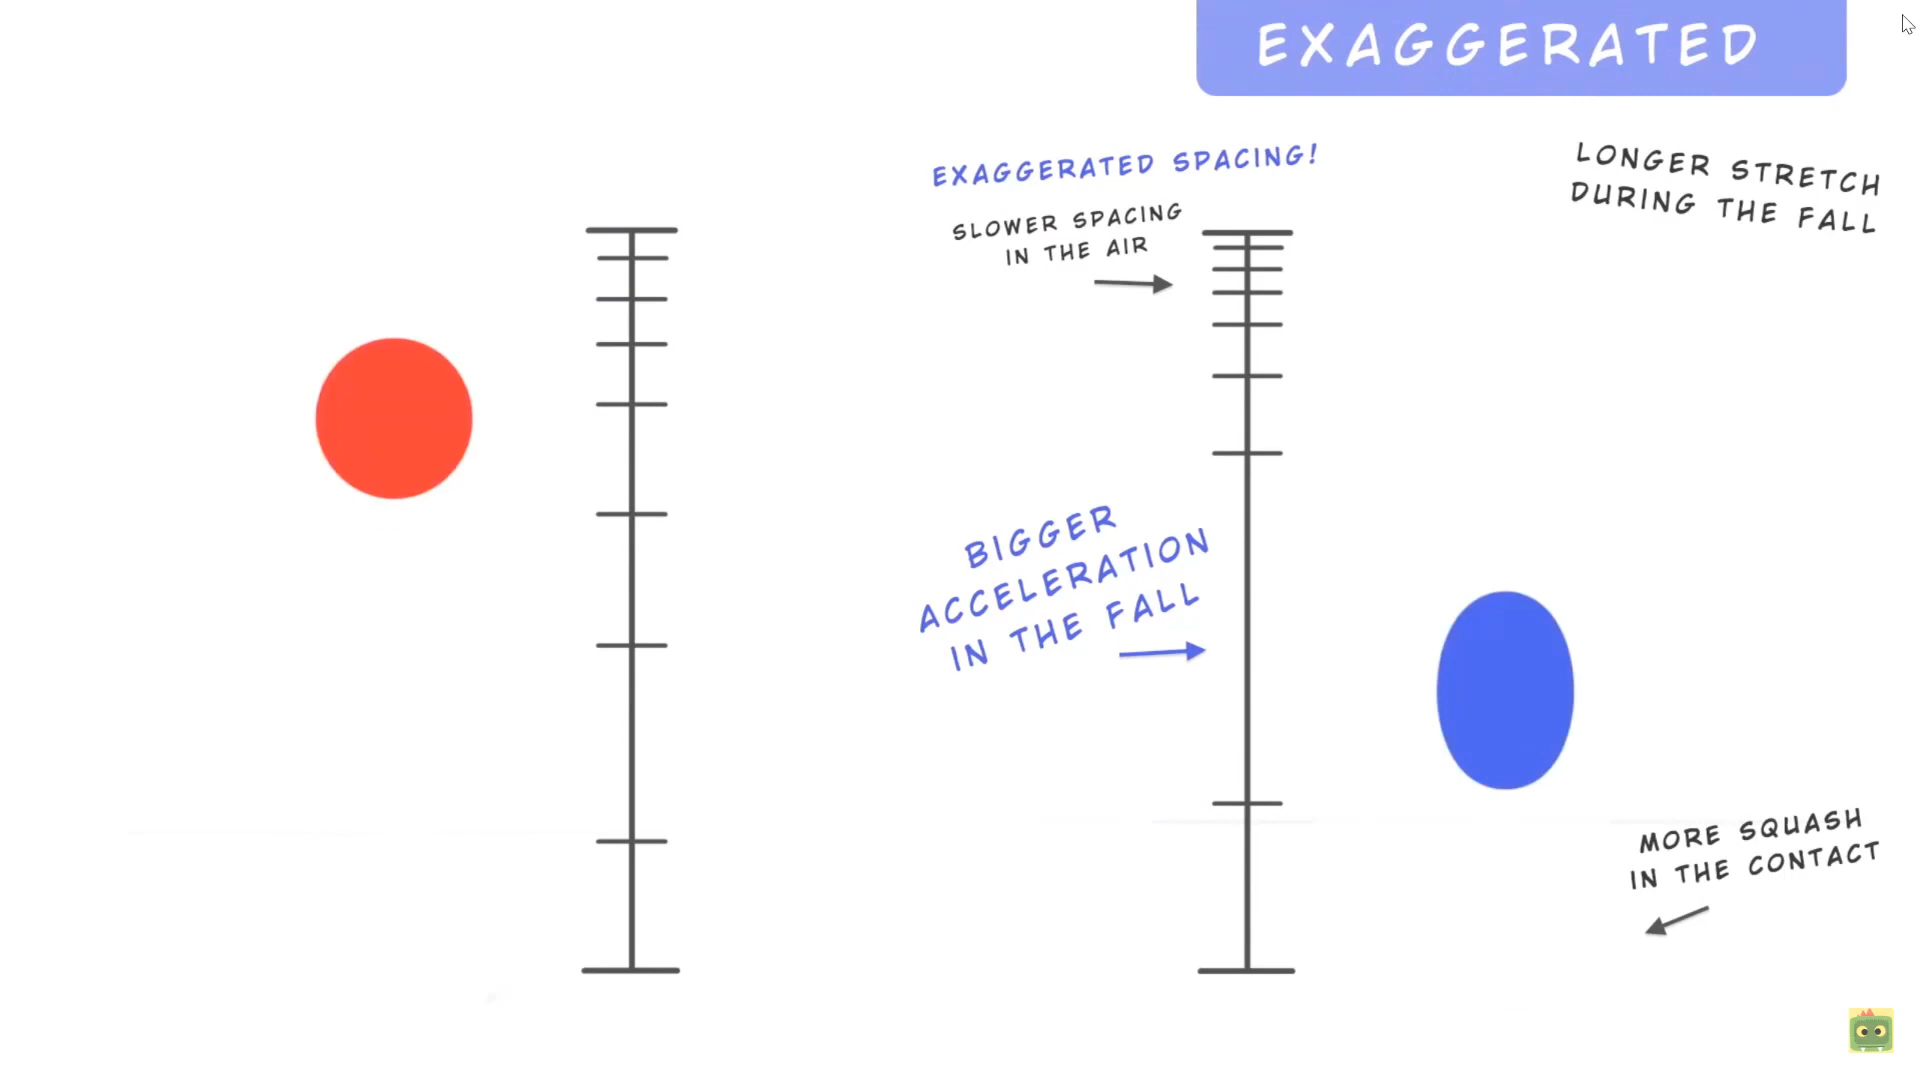 EXAGGERATED
EXAGGERATED SPACING!
SLOWER SPACING
IN THE AIR
LONGER STRETCH
DURING THE FALL
BIGGER
ACCELERATION
IN THE FALL
MORE SQUASH
IN THE CONTACT